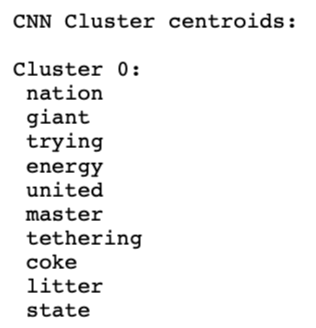 CNN Cluster centroids:
Cluster 0:
nation
giant
trying
energy
united
master
tethering
coke
litter
state